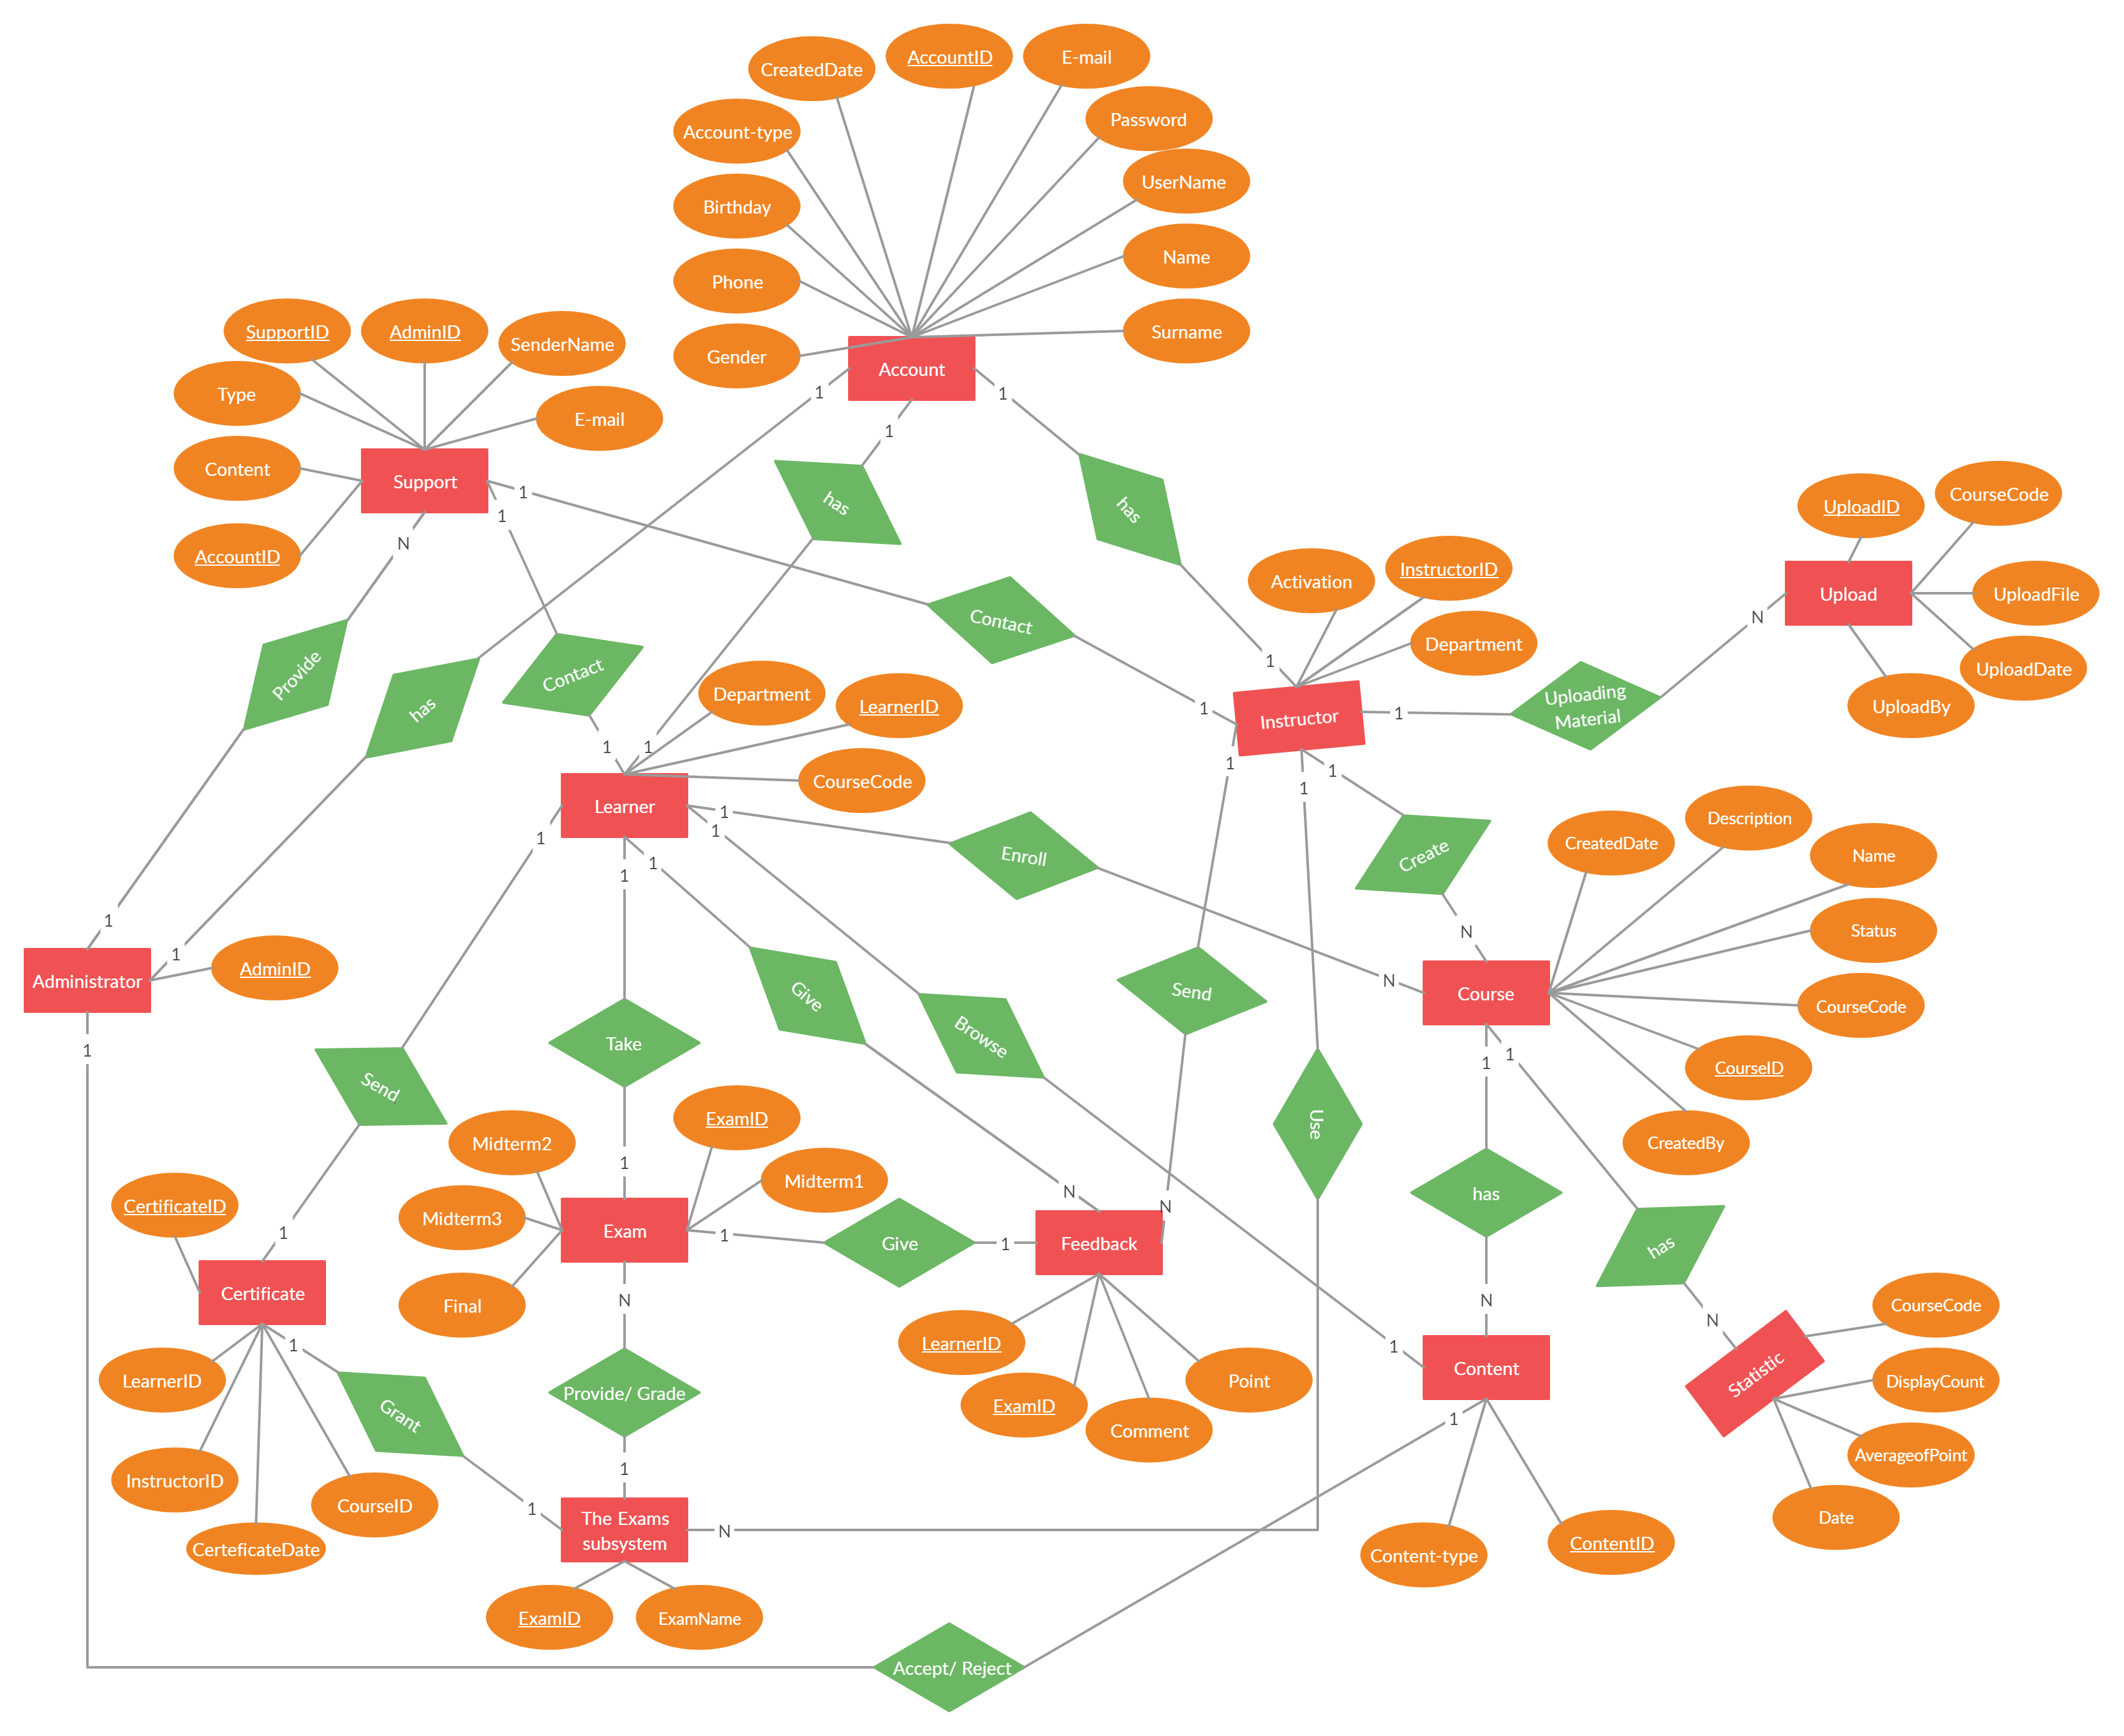 CreatedDate
AccountID
E-mail
Account-type
Password
Birthday
UserName
Phone
Name
Gender
Surname
Account
1
1
1
SupportID
AdminID
SenderName
Type
E-mail
Content
Support
AccountID
1
1
N
has
has
Contact
Contact
Provide
has
Activation
InstructorID
Department
Instructor
1
1
1
1
1
1
Uploading
Material
N
UploadID
CourseCode
Upload
UploadFile
UploadDate
UploadBy
Department
LearnerID
CourseCode
1
1
Learner
1
1
1
1
1
Enroll
Create
N
N
CreatedDate
Description
Name
Status
CourseCode
CourseID
CreatedBy
Course
1
1
1
1
Administrator
AdminID
1
Send
Take
Give
Browse
Send
Use
has
has
CertificateID
1
Certificate
LearnerID
InstructorID
CerteficateDate
CourseID
1
Grant
1
Midterm2
ExamID
Midterm3
Midterm1
Final
1
Exam
1
Give
1
N
N
Feedback
LearnerID
ExamID
Comment
Point
N
Provide/ Grade
1
The Exams
subsystem
N
ExamID
ExamName
N
1
Content
1
Content-type
ContentID
N
Statistic
CourseCode
DisplayCount
AverageofPoint
Date
Accept/ Reject